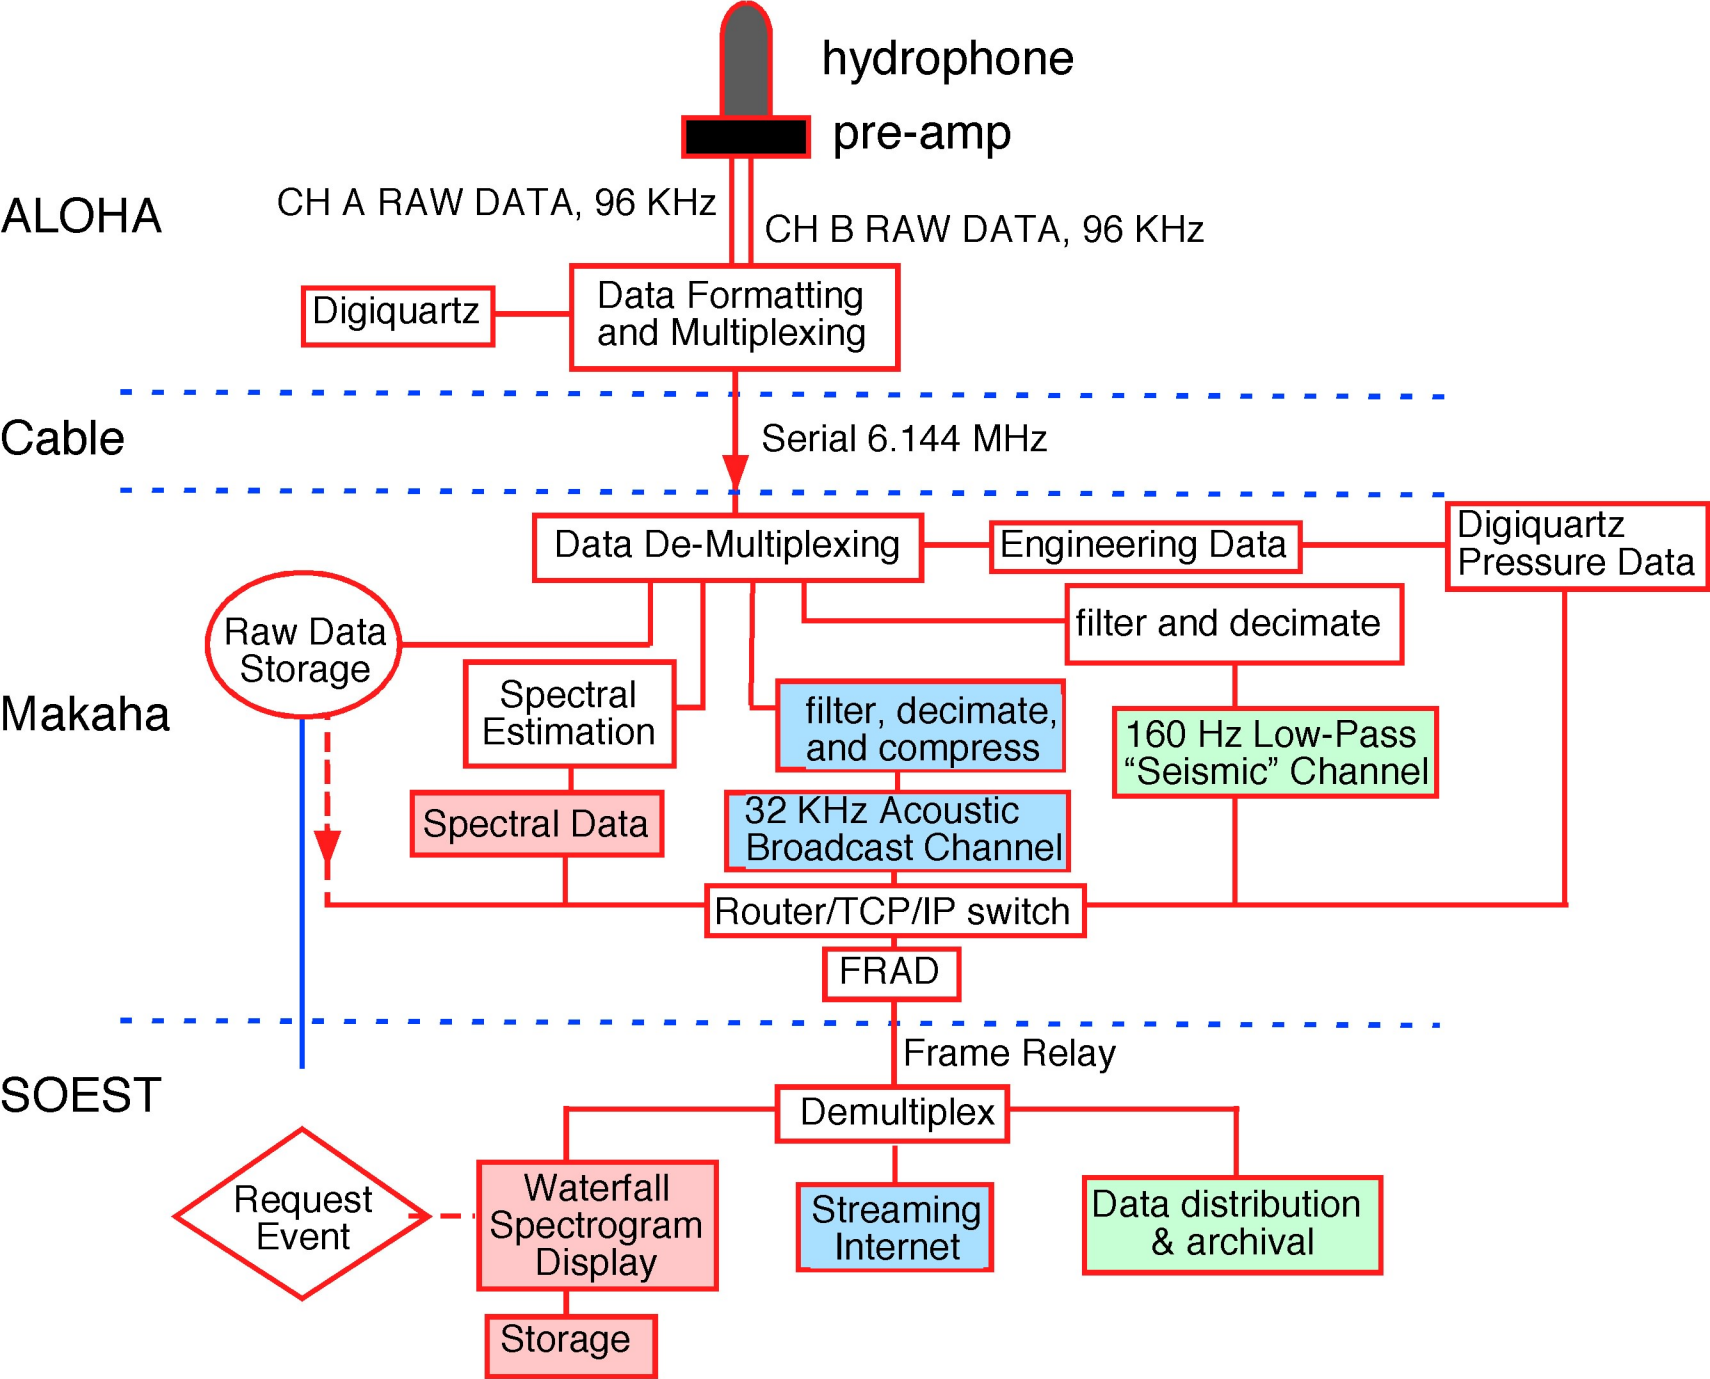 hydrophone
pre-amp
CH A RAW DATA, 96 KHz
ALOHA
CH B RAW DATA, 96 KHz
Digiquartz
Data Formatting
and Multiplexing
Cable
Serial 6.144 MHz
Data De-Multiplexing
Engineering Data
Digiquartz
Pressure Data
Raw Data
Storage
filter and decimate
Makaha
Spectral
Estimation
filter, decimate,
and compress
160 Hz Low-Pass
“Seismic” Channel
Spectral Data
32 KHz Acoustic
Broadcast Channel
Router/TCP/IP switch
FRAD
Frame Relay
SOEST
Demultiplex
Request
Event
Waterfall
Spectrogram
Display
Streaming
Internet
Data distribution
& archival
Storage